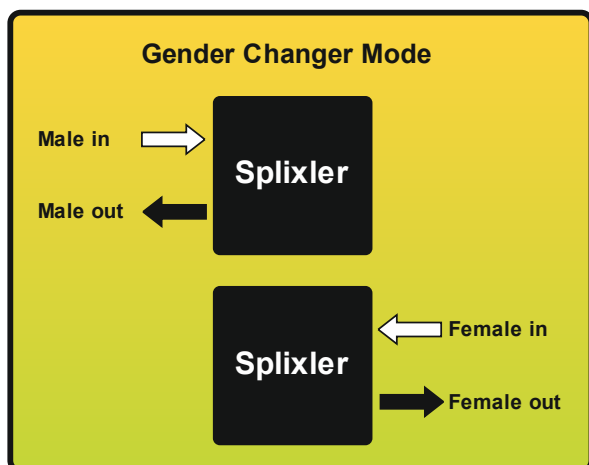 Gender Changer Mode
Male in
Splixler
Male out
Splixler
Female in
Female out